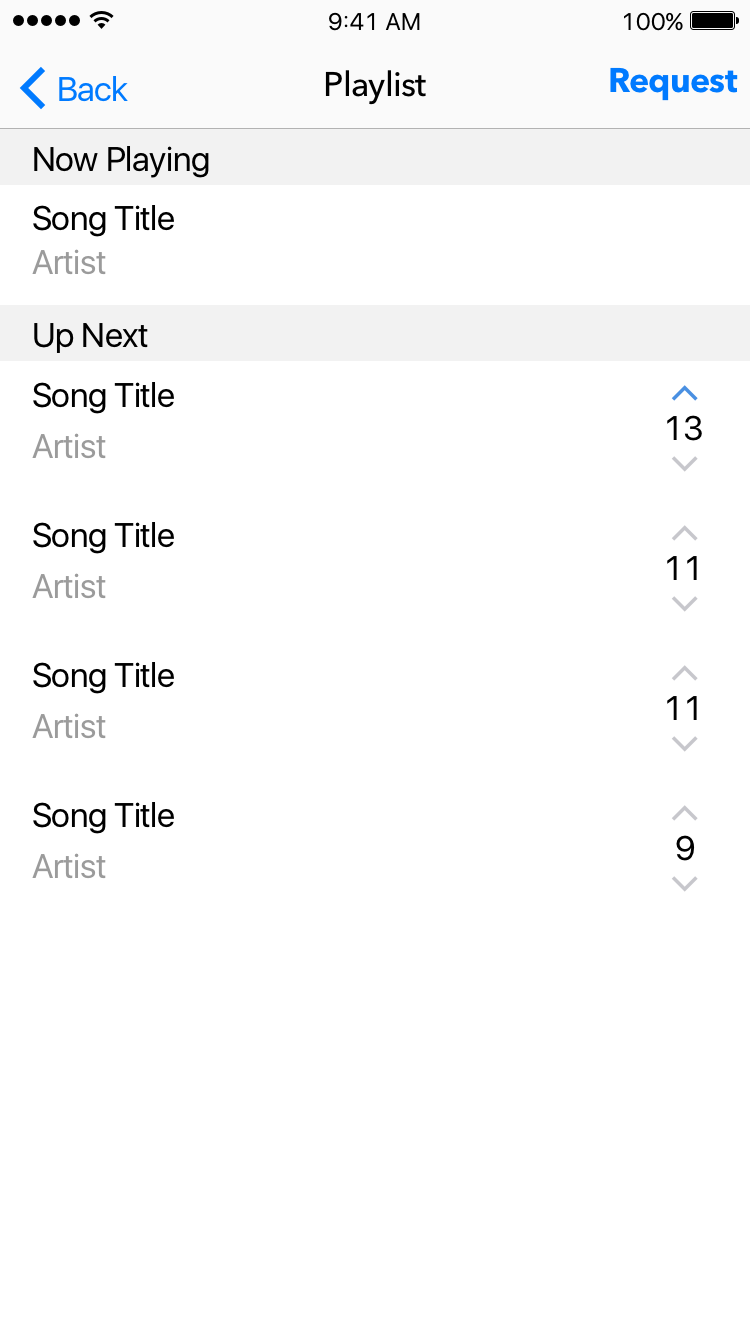 9:41 AM 100%
Back Playlist Request
Now Playing
Song Title
Artist
Up Next
Song Title
13
Artist
Song Title
11
Artist
Song Title
11
Artist
Song Title
9
Artist